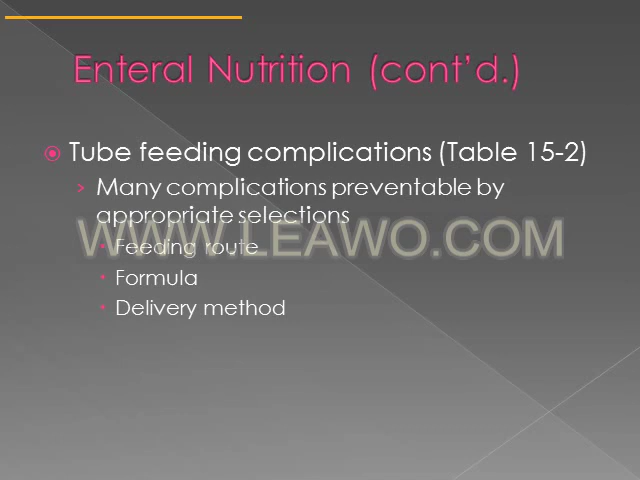 Enteral Nutrition (cont’d.)
Tube feeding complications (Table 15-2)
Many complications preventable by
appropriate selections
WWW.LEAWO.COM
Feeding route
Formula
Delivery method